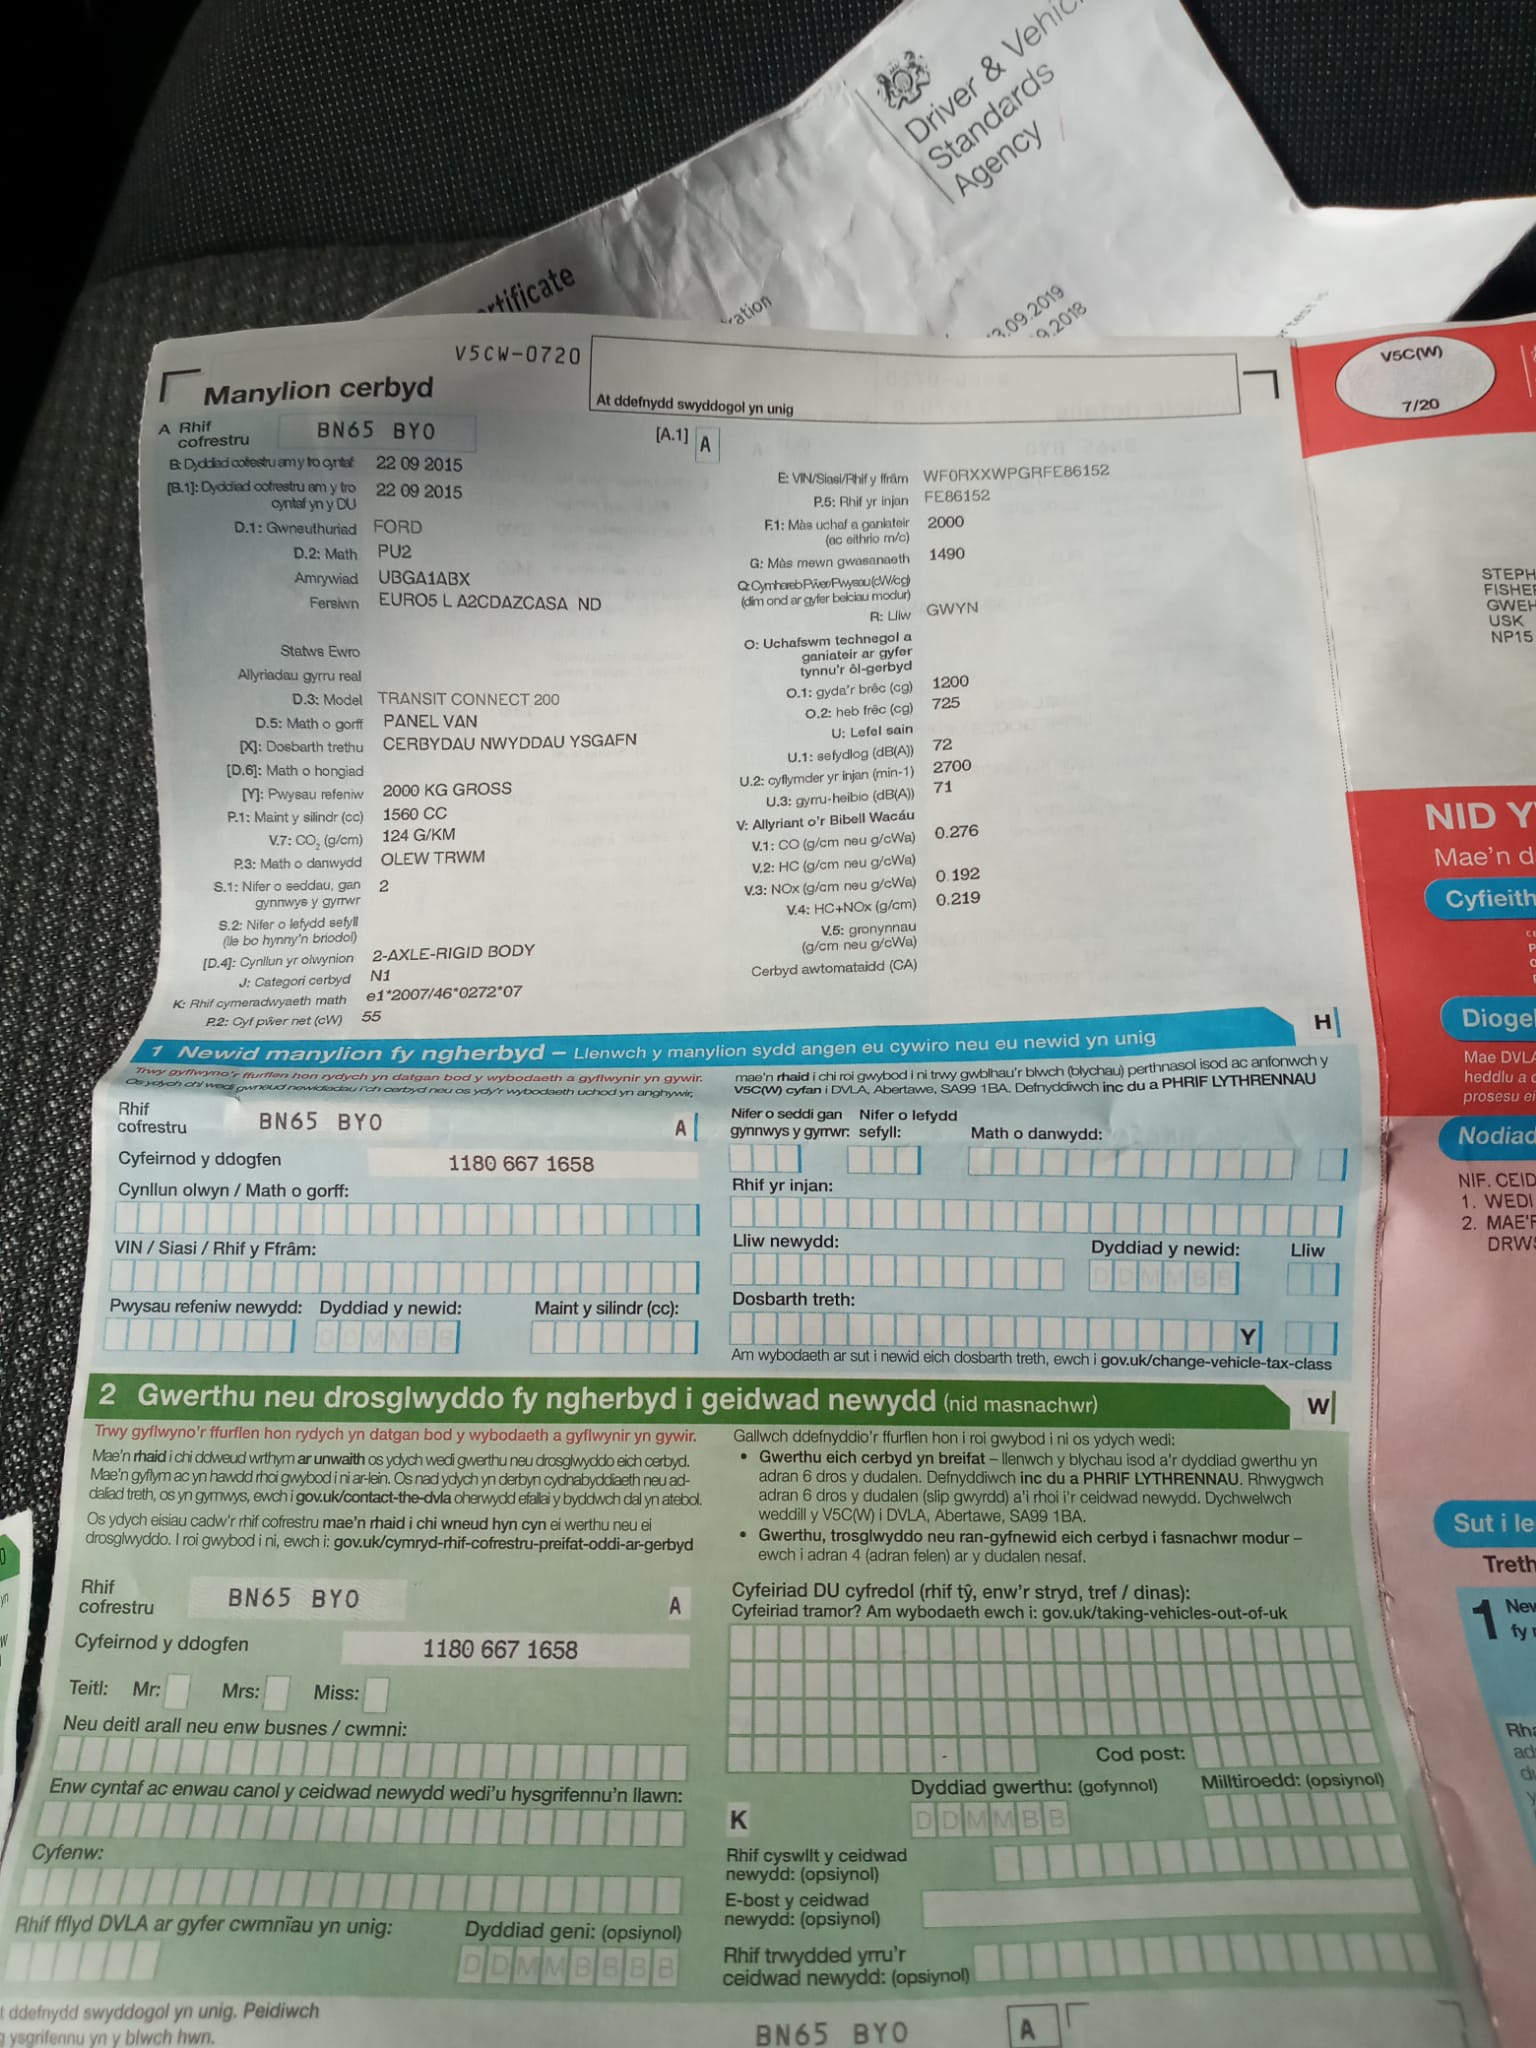 Driver & Vehicle
Standards
Agency
13.09.2019
V5CW-0720
Manylion cerbyd
At ddefnydd swyddogol yn unig
A Rhif
cofrestru
BN65 BYO
[A.1] A
B: Dyddiad cofrestru am y tro cyntaf: 22 09 2015
[B.1]: Dyddiad cofrestru am y tro
cyntaf yn y DU
22 09 2015
D.1: Gwneuthuriad FORD
D.2: Math PU2
Amrywiad UBGA1ABX
Fersiwn EURO5 L A2CDAZCASA ND
Statws Ewro
Allyriadau gyrru real
D.3: Model TRANSIT CONNECT 200
D.5: Math o gorff PANEL VAN
[X]: Dosbarth trethu CERBYDAU NWYDDAU YSGAFN
[D.6]: Math o hongiad
[Y]: Pwysau refeniw 2000 KG GROSS
P.1: Maint y silindr (cc) 1560 CC
V.7: CO2 (g/cm) 124 G/KM
P.3: Math o danwydd OLEW TRWM
S.1: Nifer o seddau, gan
gynnwys y gyrrwr
2
S.2: Nifer o lefydd sefyll
(lle bo hynny'n briodol)
[D.4]: Cynllun yr olwynion 2-AXLE-RIGID BODY
J: Categori cerbyd N1
K: Rhif cymeradwyaeth math e1*2007/46*0272*07
P.2: Cyf pŵer net (cW) 55
E: VIN/Siasi/Rhif y ffrâm WF0RXXWPGRFE86152
P.5: Rhif yr injan FE86152
F.1: Màs uchaf a ganiateir
(ac eithrio m/c)
2000
G: Màs mewn gwasanaeth 1490
Q: Cymhareb Pŵer/Pwysau (cW/cg)
(dim ond ar gyfer beiciau modur)
R: Lliw GWYN
O: Uchafswm technegol a
ganiateir ar gyfer
tynnu'r ôl-gerbyd
O.1: gyda'r brêc (cg) 1200
O.2: heb frêc (cg) 725
U: Lefel sain
U.1: sefydlog (dB(A)) 72
U.2: cyflymder yr injan (min-1) 2700
U.3: gyrru-heibio (dB(A)) 71
V: Allyriant o'r Bibell Wacáu
V.1: CO (g/cm neu g/cWa) 0.276
V.2: HC (g/cm neu g/cWa)
V.3: NOx (g/cm neu g/cWa) 0.192
V.4: HC+NOx (g/cm) 0.219
V.5: gronynnau
(g/cm neu g/cWa)
Cerbyd awtomataidd (CA)
1 Newid manylion fy ngherbyd – Llenwch y manylion sydd angen eu cywiro neu eu newid yn unig
H
Trwy gyflwyno'r ffurflen hon rydych yn datgan bod y wybodaeth a gyflwynir yn gywir.
Os ydych chi wedi gwneud newidiadau i'ch cerbyd neu os ydy'r wybodaeth uchod yn anghywir,
mae'n rhaid i chi roi gwybod i ni trwy gwblhau'r blwch (blychau) perthnasol isod ac anfonwch y
V5C(W) cyfan i DVLA, Abertawe, SA99 1BA. Defnyddiwch inc du a PHRIF LYTHRENNAU
Rhif
cofrestru
BN65 BYO
A
Cyfeirnod y ddogfen 1180 667 1658
Cynllun olwyn / Math o gorff:
VIN / Siasi / Rhif y Ffrâm:
Pwysau refeniw newydd: Dyddiad y newid: Maint y silindr (cc):
DDMMBB
Nifer o seddi gan
gynnwys y gyrrwr:
Nifer o lefydd
sefyll:
Math o danwydd:
Rhif yr injan:
Lliw newydd: Dyddiad y newid: Lliw
DDMMBB
Dosbarth treth:
Y
Am wybodaeth ar sut i newid eich dosbarth treth, ewch i gov.uk/change-vehicle-tax-class
2 Gwerthu neu drosglwyddo fy ngherbyd i geidwad newydd (nid masnachwr)
W
Trwy gyflwyno'r ffurflen hon rydych yn datgan bod y wybodaeth a gyflwynir yn gywir.
Mae'n rhaid i chi ddweud wrthym ar unwaith os ydych wedi gwerthu neu drosglwyddo eich cerbyd.
Mae'n gyflym ac yn hawdd rhoi gwybod i ni ar-lein. Os nad ydych yn derbyn cydnabyddiaeth neu ad-
daliad treth, os yn gymwys, ewch i gov.uk/contact-the-dvla oherwydd efallai y byddwch dal yn atebol.
Os ydych eisiau cadw'r rhif cofrestru mae'n rhaid i chi wneud hyn cyn ei werthu neu ei
drosglwyddo. I roi gwybod i ni, ewch i: gov.uk/cymryd-rhif-cofrestru-preifat-oddi-ar-gerbyd
Rhif
cofrestru
BN65 BYO
A
Cyfeirnod y ddogfen 1180 667 1658
Teitl: Mr: Mrs: Miss:
Neu deitl arall neu enw busnes / cwmni:
Enw cyntaf ac enwau canol y ceidwad newydd wedi'u hysgrifennu'n llawn:
Cyfenw:
Rhif fflyd DVLA ar gyfer cwmnïau yn unig: Dyddiad geni: (opsiynol)
DDMMBBBB
Gallwch ddefnyddio'r ffurflen hon i roi gwybod i ni os ydych wedi:
• Gwerthu eich cerbyd yn breifat – llenwch y blychau isod a'r dyddiad gwerthu yn
adran 6 dros y dudalen. Defnyddiwch inc du a PHRIF LYTHRENNAU. Rhwygwch
adran 6 dros y dudalen (slip gwyrdd) a'i rhoi i'r ceidwad newydd. Dychwelwch
weddill y V5C(W) i DVLA, Abertawe, SA99 1BA.
• Gwerthu, trosglwyddo neu ran-gyfnewid eich cerbyd i fasnachwr modur –
ewch i adran 4 (adran felen) ar y dudalen nesaf.
Cyfeiriad DU cyfredol (rhif tŷ, enw'r stryd, tref / dinas):
Cyfeiriad tramor? Am wybodaeth ewch i: gov.uk/taking-vehicles-out-of-uk
Cod post:
Dyddiad gwerthu: (gofynnol) Milltiroedd: (opsiynol)
K
DDMMBB
Rhif cyswllt y ceidwad
newydd: (opsiynol)
E-bost y ceidwad
newydd: (opsiynol)
Rhif trwydded yrru'r
ceidwad newydd: (opsiynol)
ddefnydd swyddogol yn unig. Peidiwch
ysgrifennu yn y blwch hwn.
BN65 BYO
A
V5C(W)
7/20
USK
NP15
NID
Mae'n
1. WEDI
Mae DVLA
1